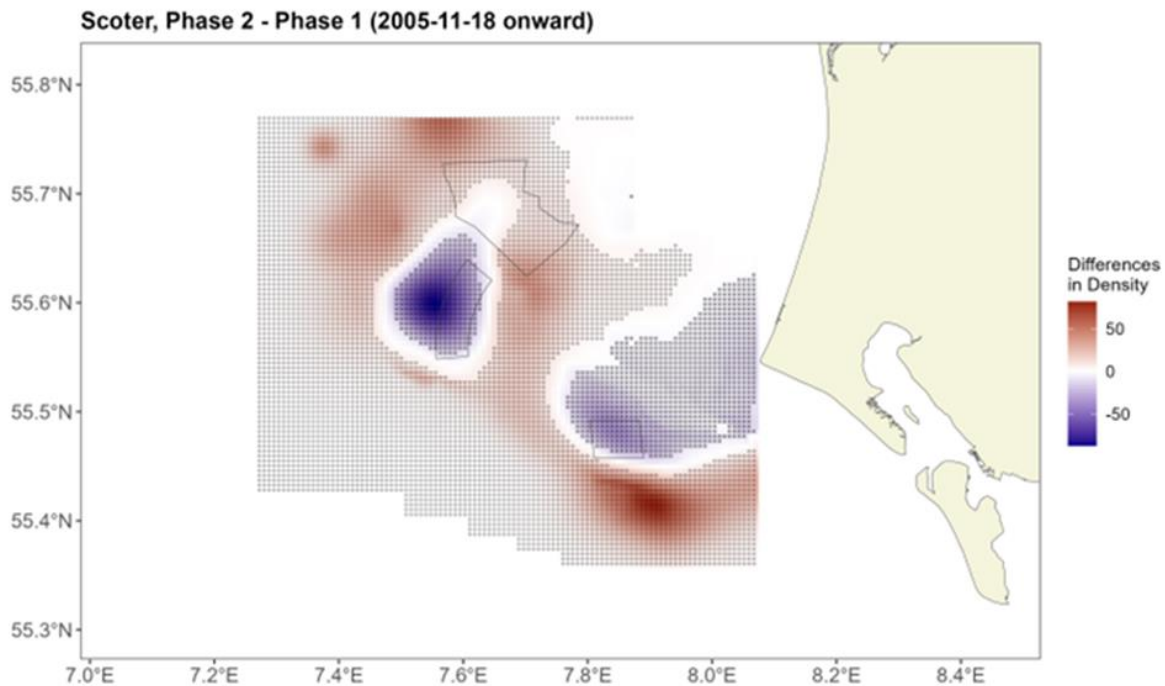 Scoter, Phase 2 - Phase 1 (2005-11-18 onward)
55.8°N
55.7°N
55.6°N
55.5°N
55.4°N
55.3°N
7.0°E
7.2°E
7.4°E
7.6°E
7.8°E
8.0°E
8.2°E
8.4°E
Differences
in Density
50
0
-50